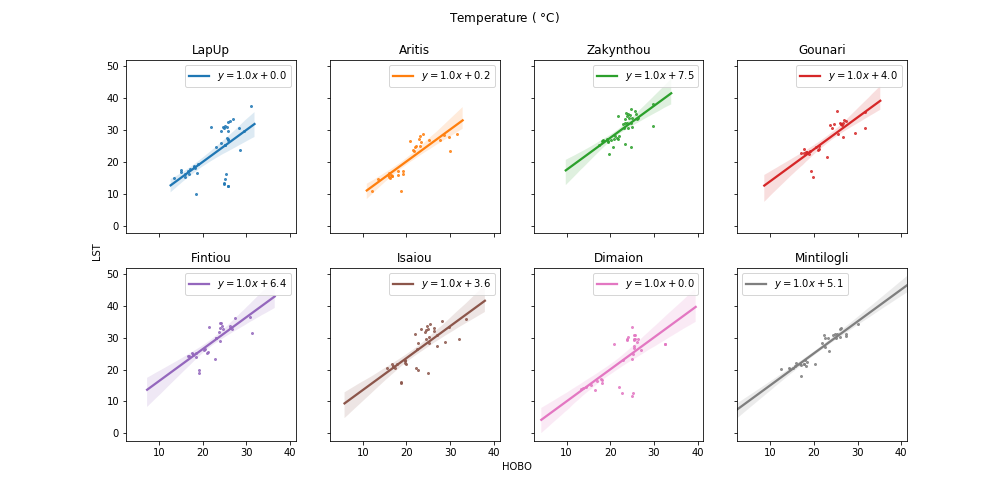 Temperature ( °C)
LapUp
Aritis
Zakynthou
Gounari
y = 1.0x + 0.0
y = 1.0x + 0.2
y = 1.0x + 7.5
y = 1.0x + 4.0
50
40
30
20
10
0
LST
Fintiou
Isaiou
Dimaion
Mintilogli
y = 1.0x + 6.4
y = 1.0x + 3.6
y = 1.0x + 0.0
y = 1.0x + 5.1
50
40
30
20
10
0
10 20 30 40
10 20 30 40
10 20 30 40
10 20 30 40
HOBO